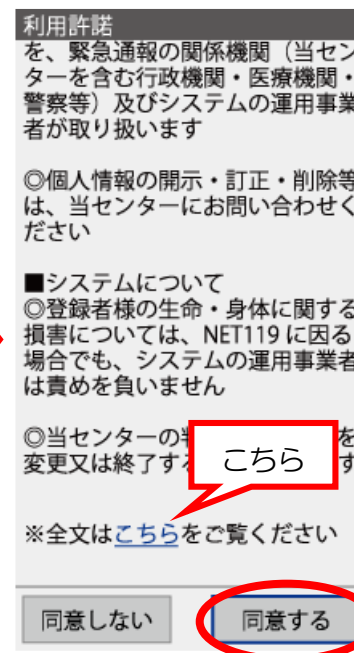 利用許諾
を、緊急通報の関係機関（当セン
ターを含む行政機関・医療機関・
警察等）及びシステムの運用事業
者が取り扱います
◎個人情報の開示・訂正・削除等
は、当センターにお問い合わせく
ださい
■システムについて
◎登録者様の生命・身体に関する
損害については、NET119に因る
場合でも、システムの運用事業者
は責めを負いません
◎当センターの を
変更又は終了す す
こちら
※全文はこちらをご覧ください
同意しない 同意する